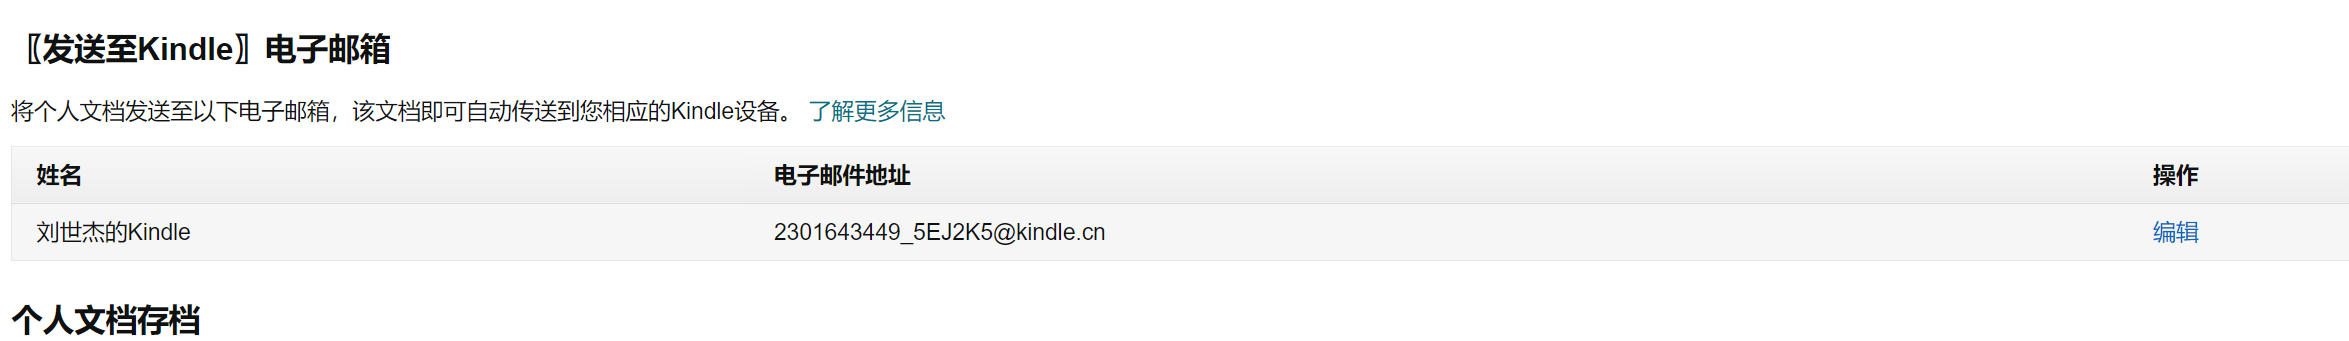 〖发送至Kindle〗电子邮箱
将个人文档发送至以下电子邮箱，该文档即可自动传送到您相应的Kindle设备。 了解更多信息
姓名 电子邮件地址 操作
刘世杰的Kindle 2301643449_5EJ2K5@kindle.cn 编辑
个人文档存档